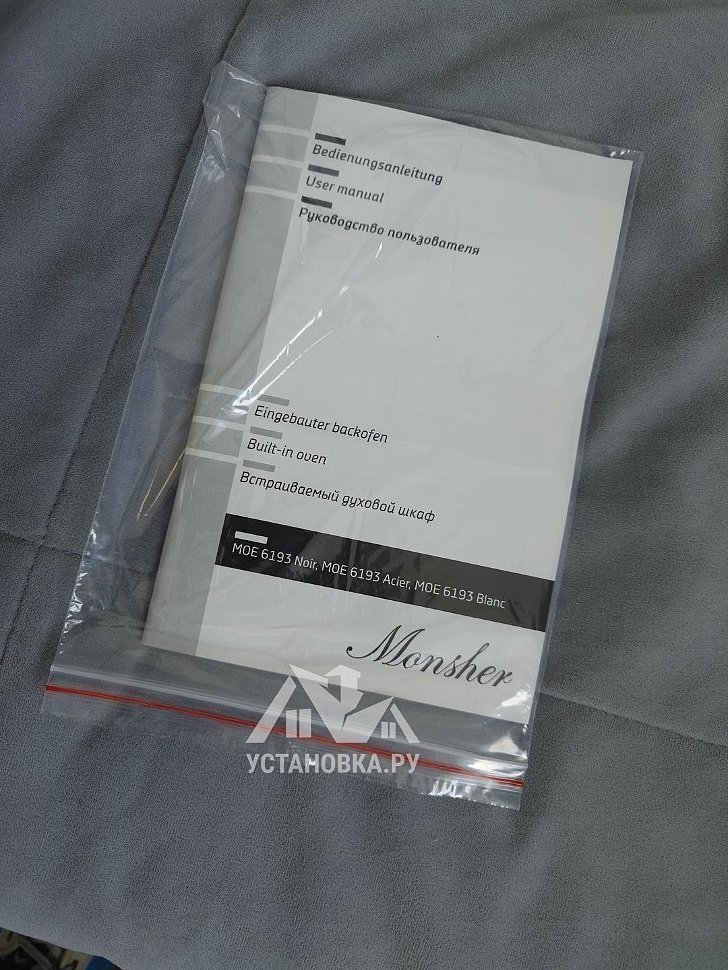 Bedienungsanleitung
User manual
Руководство пользователя
Eingebauter backofen
Built-in oven
Встраиваемый духовой шкаф
MOE 6193 Noir, MOE 6193 Acier, MOE 6193 Blanc
Monsher
УСТАНОВКА.РУ